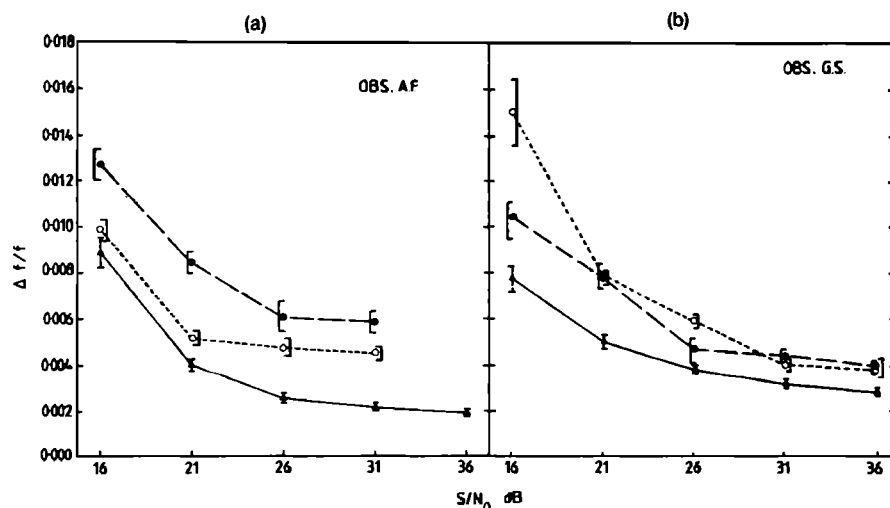 (a) (b)
0·018
0·016
0·014
0·012
0·010
0·008
0·006
0·004
0·002
0·000
Δ f/f
OBS. A.F
OBS. G.S.
16 21 26 31 36 16 21 26 31 36
S/N₀ dB